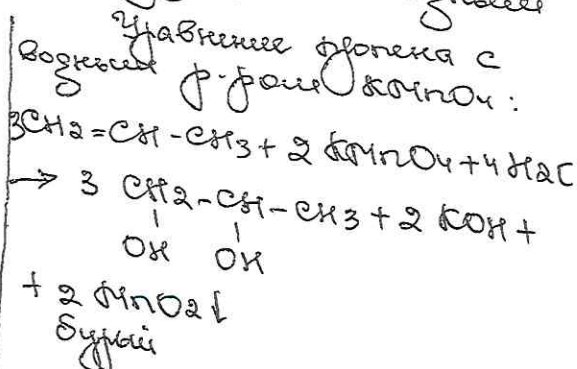 Уравнение пропена с
водным р-ром KMnO4:
3CH2=CH-CH3+2KMnO4+4H2O
→ 3 CH2-CH-CH3+2KOH+
OH OH
+ 2MnO2↓
бурый